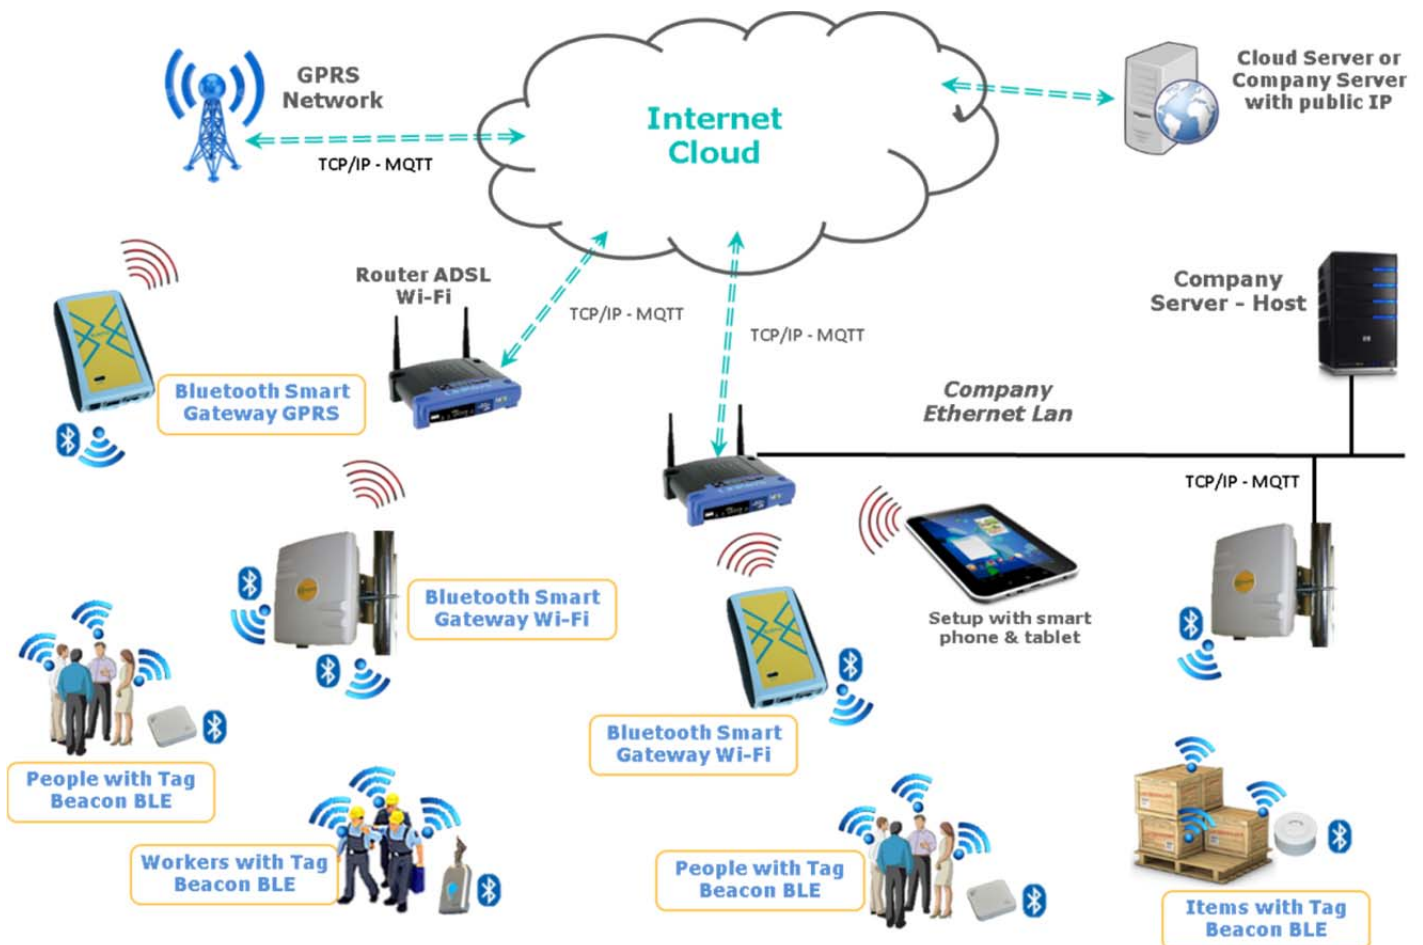 GPRS
Network
TCP/IP - MQTT
Internet
Cloud
Cloud Server or
Company Server
with public IP
Router ADSL
Wi-Fi
TCP/IP - MQTT
TCP/IP - MQTT
Company
Server - Host
Bluetooth Smart
Gateway GPRS
Company
Ethernet Lan
TCP/IP - MQTT
Bluetooth Smart
Gateway Wi-Fi
Setup with smart
phone & tablet
Bluetooth Smart
Gateway Wi-Fi
People with Tag
Beacon BLE
Workers with Tag
Beacon BLE
People with Tag
Beacon BLE
Items with Tag
Beacon BLE